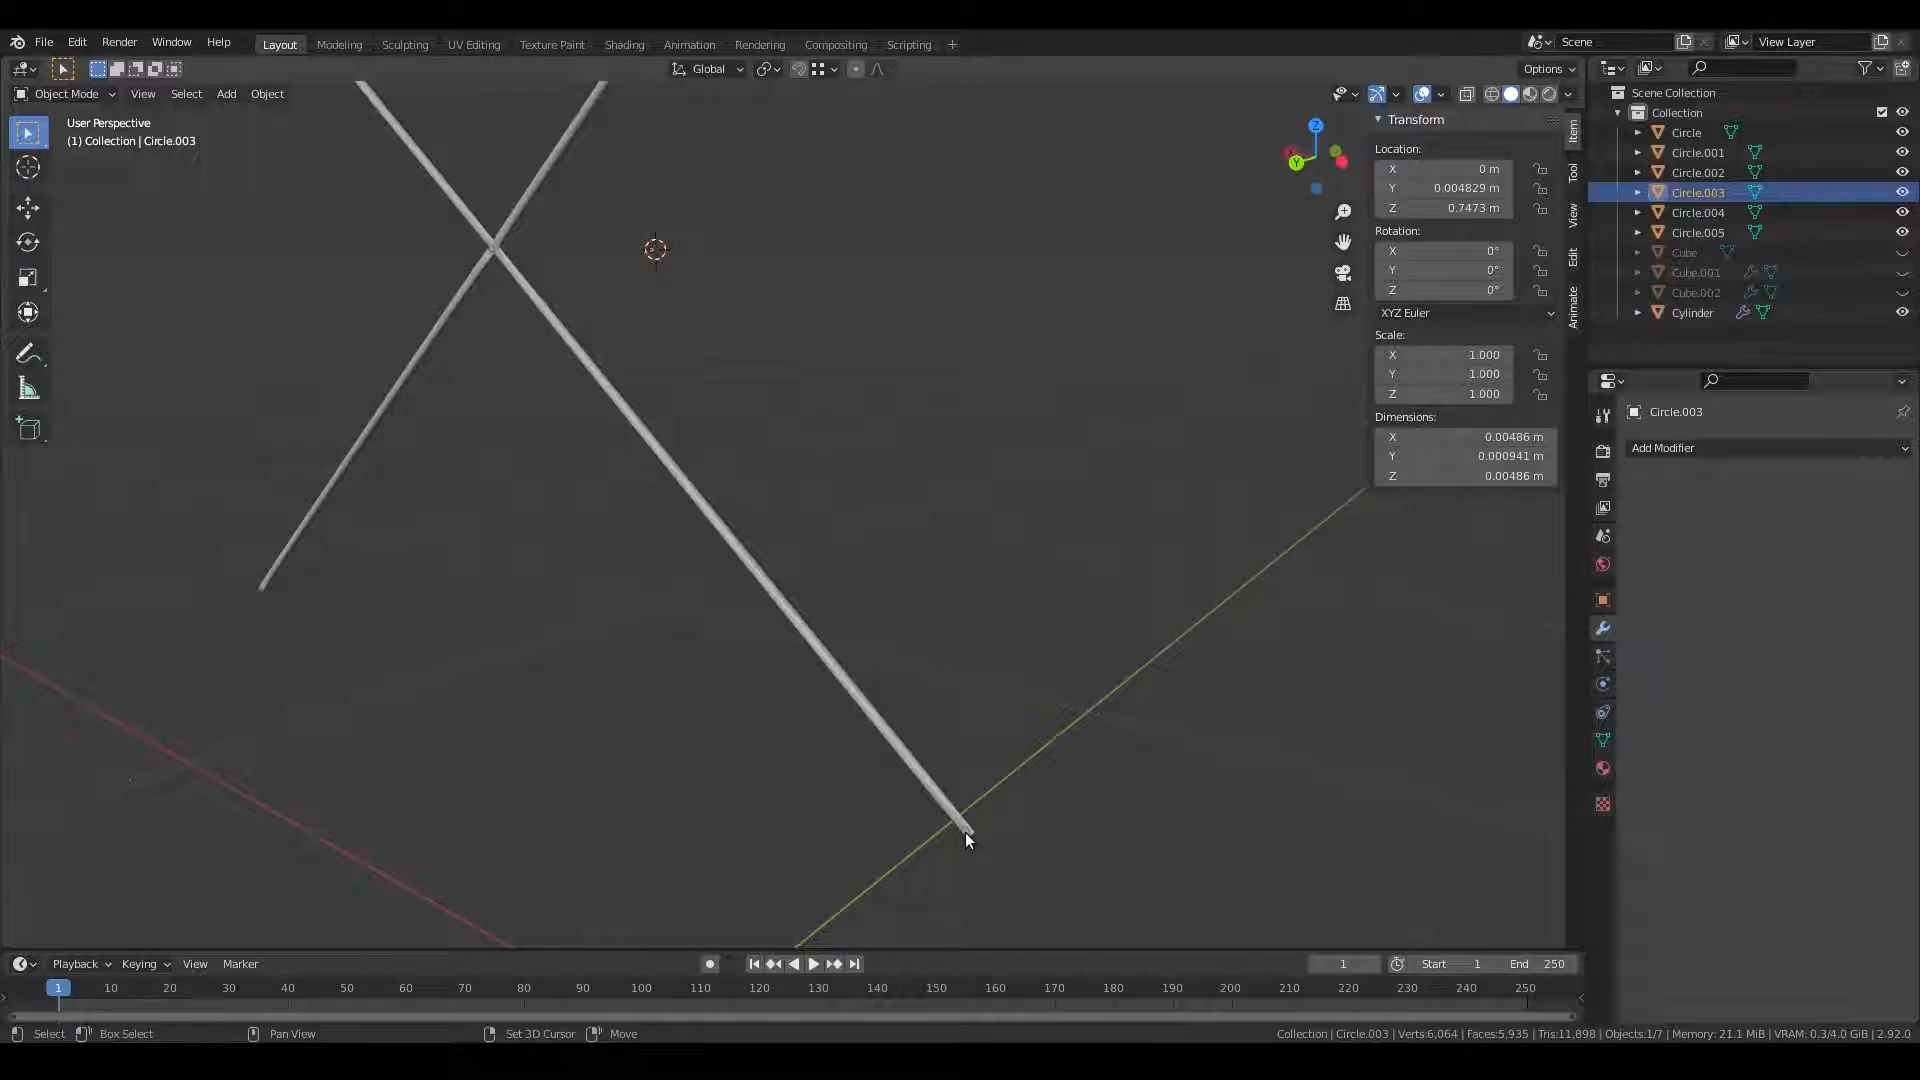 File Edit Render Window Help Layout Modeling Sculpting UV Editing Texture Paint Shading Animation Rendering Compositing Scripting + Scene View Layer
Global Options
Object Mode View Select Add Object
User Perspective
(1) Collection | Circle.003
Z
Y
Transform
Location:
X 0 m
Y 0.004829 m
Z 0.7473 m
Rotation:
X 0°
Y 0°
Z 0°
XYZ Euler
Scale:
X 1.000
Y 1.000
Z 1.000
Dimensions:
X 0.00486 m
Y 0.000941 m
Z 0.00486 m
Item
Tool
View
Edit
Animate
Scene Collection
Collection
Circle
Circle.001
Circle.002
Circle.003
Circle.004
Circle.005
Cube
Cube.001
Cube.002
Cylinder
Circle.003
Add Modifier
Playback Keying View Marker 1 Start 1 End 250
1 10 20 30 40 50 60 70 80 90 100 110 120 130 140 150 160 170 180 190 200 210 220 230 240 250
Select Box Select Pan View Set 3D Cursor Move Collection | Circle.003 | Verts:6,064 | Faces:5,935 | Tris:11,898 | Objects:1/7 | Memory: 21.1 MiB | VRAM: 0.3/4.0 GiB | 2.92.0